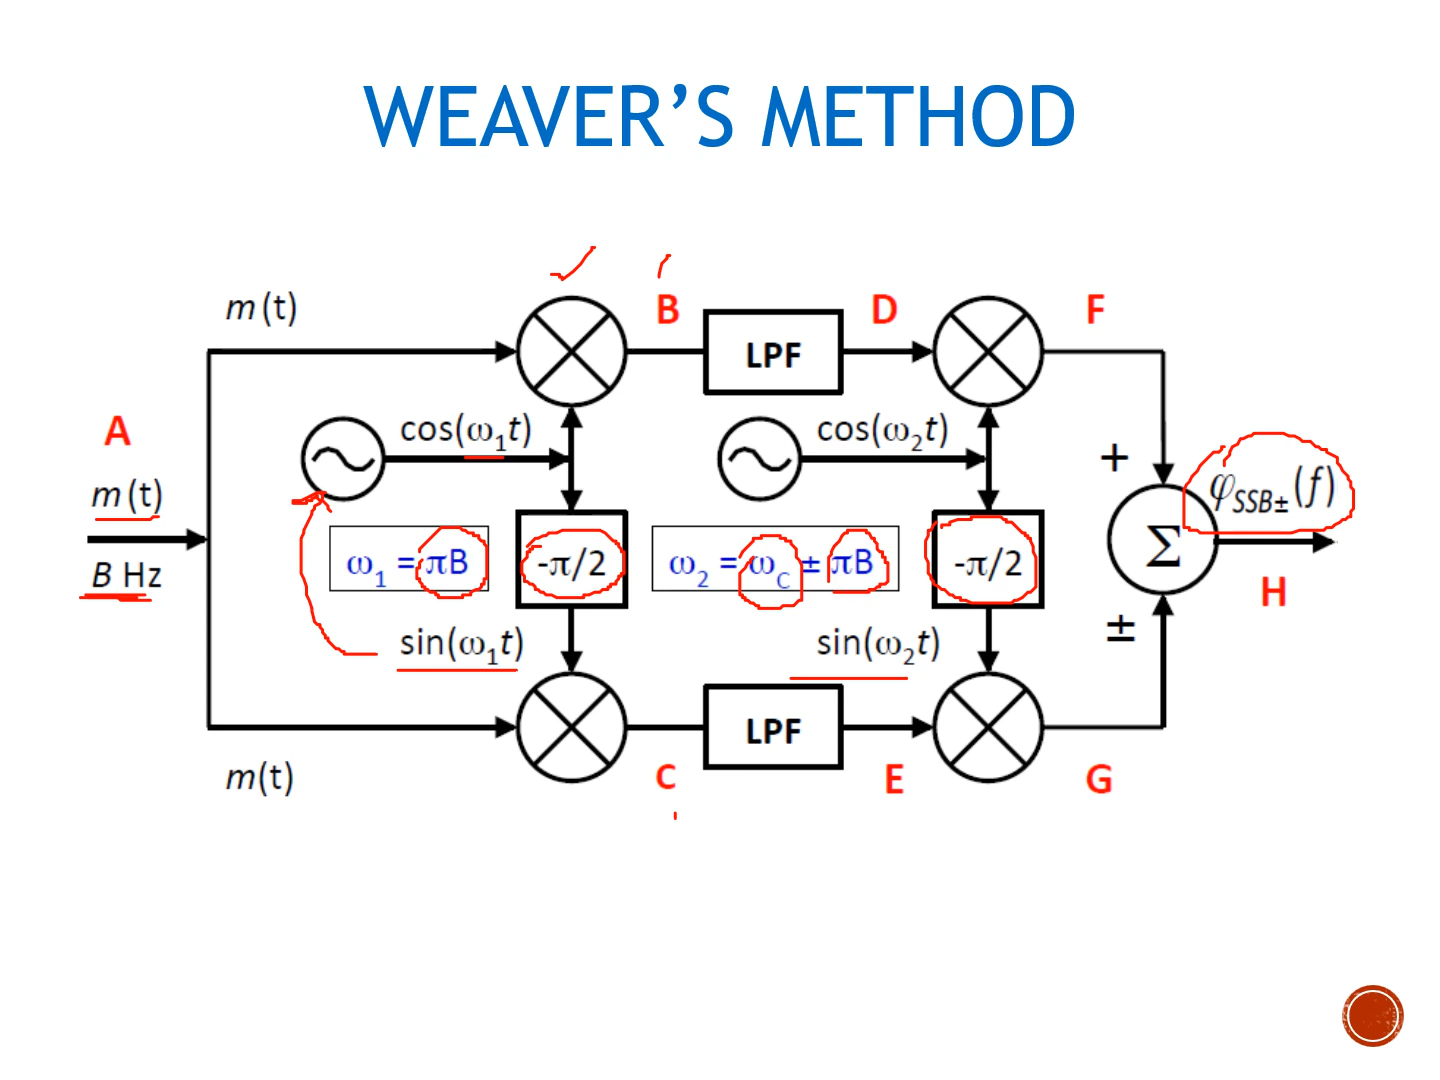 WEAVER'S METHOD
m(t)
B
LPF
D
F
A
cos(ω₁t)
cos(ω₂t)
+
m(t)
φSSB±(f)
B Hz
ω₁ = πB
-π/2
ω₂ = ωC ± πB
-π/2
Σ
H
sin(ω₁t)
sin(ω₂t)
±
m(t)
C
LPF
E
G